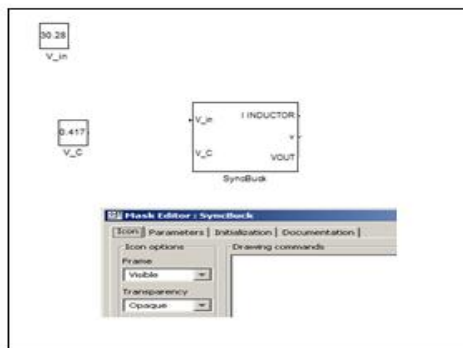 30.28
V_in
0.417
V_C
V_in
I INDUCTOR
v
V_C
VOUT
SyncBuck
Mask Editor : SyncBuck
Icon Parameters Initialization Documentation
Icon options
Drawing commands
Frame
Visible
Transparency
Opaque